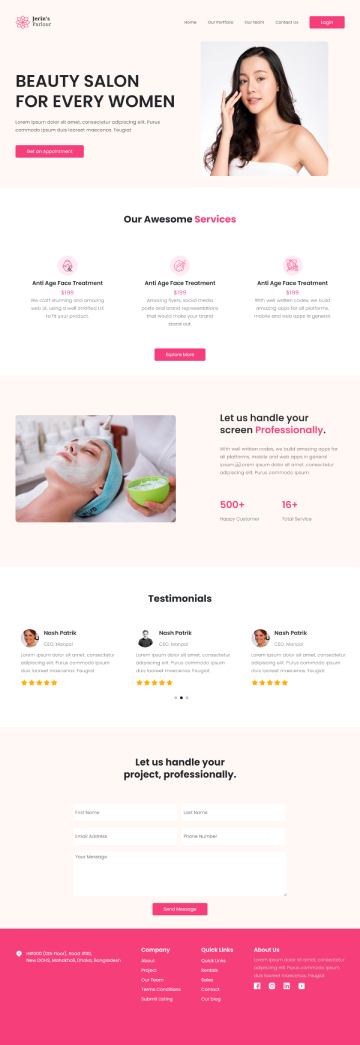 Jerin's
Parlour
Home
Our Portfolio
Our team
Contact Us
Login
BEAUTY SALON
FOR EVERY WOMEN
Lorem ipsum dolor sit amet, consectetur adipiscing elit. Purus
commodo ipsum duis laoreet maecenas. Feugiat
Get an Appointment
Our Awesome Services
Anti Age Face Treatment
$199
We craft stunning and amazing
web UI, using a well drafted UX
to fit your product.
Anti Age Face Treatment
$199
Amazing flyers, social media
posts and brand representations
that would make your brand
stand out.
Anti Age Face Treatment
$199
With well written codes, we build
amazing apps for all platforms,
mobile and web apps in general.
Explore More
Let us handle your
screen Professionally.
With well written codes, we build amazing apps for
all platforms, mobile and web apps in general
ipsum Lorem ipsum dolor sit amet, consectetur
adipiscing elit. Purus commodo ipsum
500+
Happy Customer
16+
Total Service
Testimonials
Nash Patrik
CEO, Manpol
Lorem ipsum dolor sit amet, consectetur
adipiscing elit. Purus commodo ipsum
duis laoreet maecenas. Feugiat
Nash Patrik
CEO, Manpol
Lorem ipsum dolor sit amet, consectetur
adipiscing elit. Purus commodo ipsum
duis laoreet maecenas. Feugiat
Nash Patrik
CEO, Manpol
Lorem ipsum dolor sit amet, consectetur
adipiscing elit. Purus commodo ipsum
duis laoreet maecenas. Feugiat
Let us handle your
project, professionally.
First Name
Last Name
Email Address
Phone Number
Your Message
Send Message
New DOHS, Mohakhali, Dhaka, Bangladesh
Company
About
Project
Our Team
Terms Conditions
Submit Listing
Quick Links
Quick Links
Rentals
Sales
Contact
Our blog
About Us
Lorem ipsum dolor sit amet, consectetur
adipiscing elit. Purus commodo ipsum
duis laoreet maecenas. Feugiat